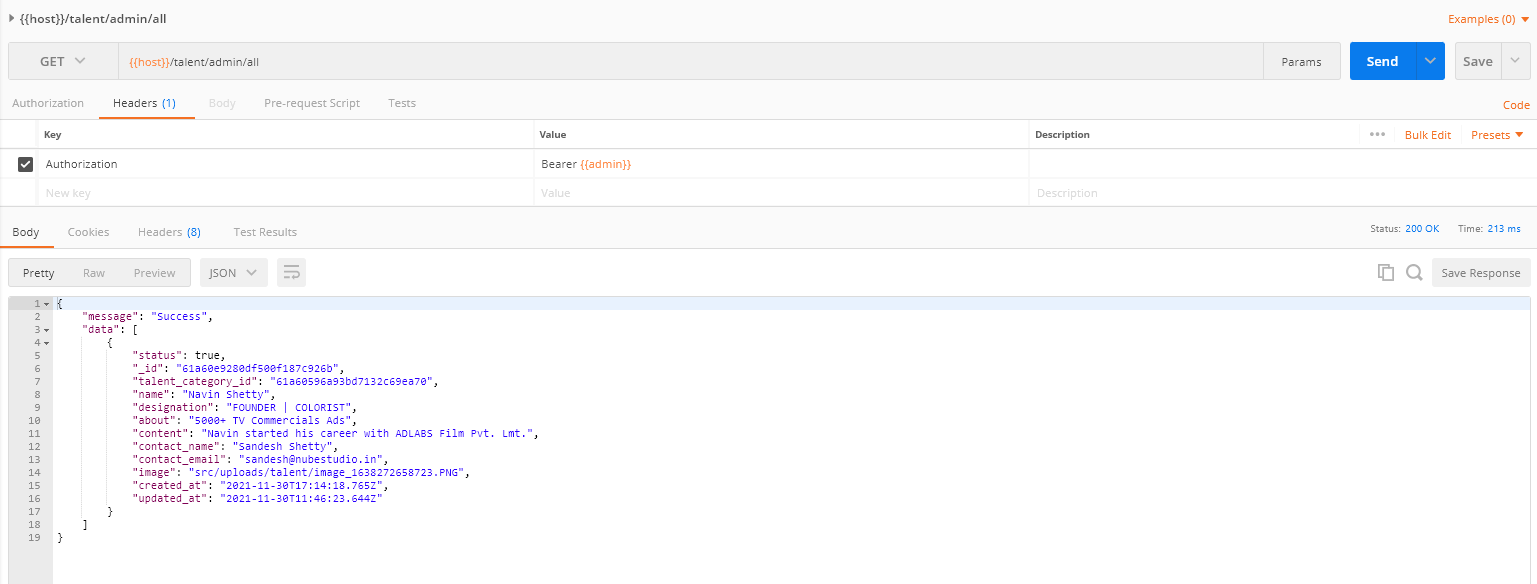 {{host}}/talent/admin/all
Examples (0)
GET {{host}}/talent/admin/all Params Send Save
Authorization Headers (1) Body Pre-request Script Tests Code
Key Value Description ••• Bulk Edit Presets
Authorization Bearer {{admin}}
New key Value Description
Body Cookies Headers (8) Test Results Status: 200 OK Time: 213 ms
Pretty Raw Preview JSON Save Response
1 {
2 "message": "Success",
3 "data": [
4 {
5 "status": true,
6 "_id": "61a60e9280df500f187c926b",
7 "talent_category_id": "61a60596a93bd7132c69ea70",
8 "name": "Navin Shetty",
9 "designation": "FOUNDER | COLORIST",
10 "about": "5000+ TV Commercials Ads",
11 "content": "Navin started his career with ADLABS Film Pvt. Lmt.",
12 "contact_name": "Sandesh Shetty",
13 "contact_email": "sandesh@nubestudio.in",
14 "image": "src/uploads/talent/image_1638272658723.PNG",
15 "created_at": "2021-11-30T17:14:18.765Z",
16 "updated_at": "2021-11-30T11:46:23.644Z"
17 }
18 ]
19 }